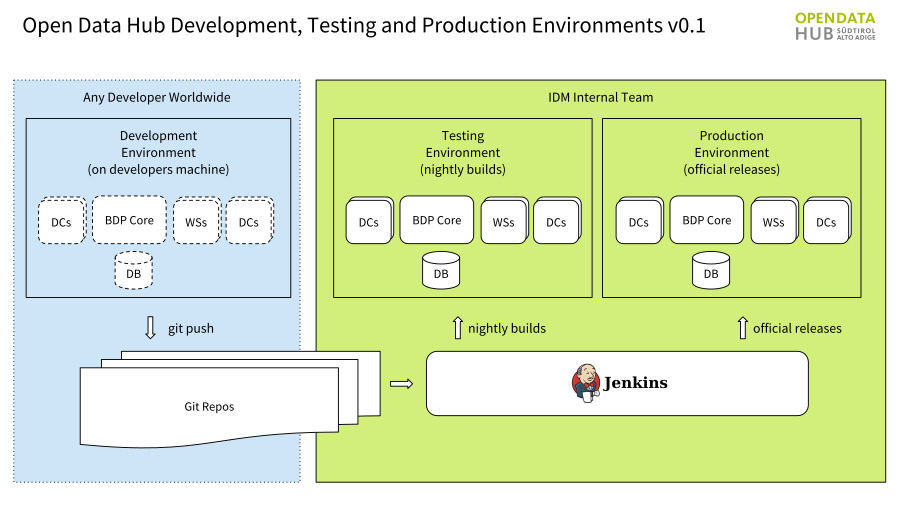 Open Data Hub Development, Testing and Production Environments v0.1
OPENDATA
HUB SÜDTIROL
ALTO ADIGE
Any Developer Worldwide
Development
Environment
(on developers machine)
DCs
BDP Core
WSs
DCs
DB
git push
Git Repos
IDM Internal Team
Testing
Environment
(nightly builds)
DCs
BDP Core
WSs
DCs
DB
nightly builds
Production
Environment
(official releases)
DCs
BDP Core
WSs
DCs
DB
official releases
Jenkins